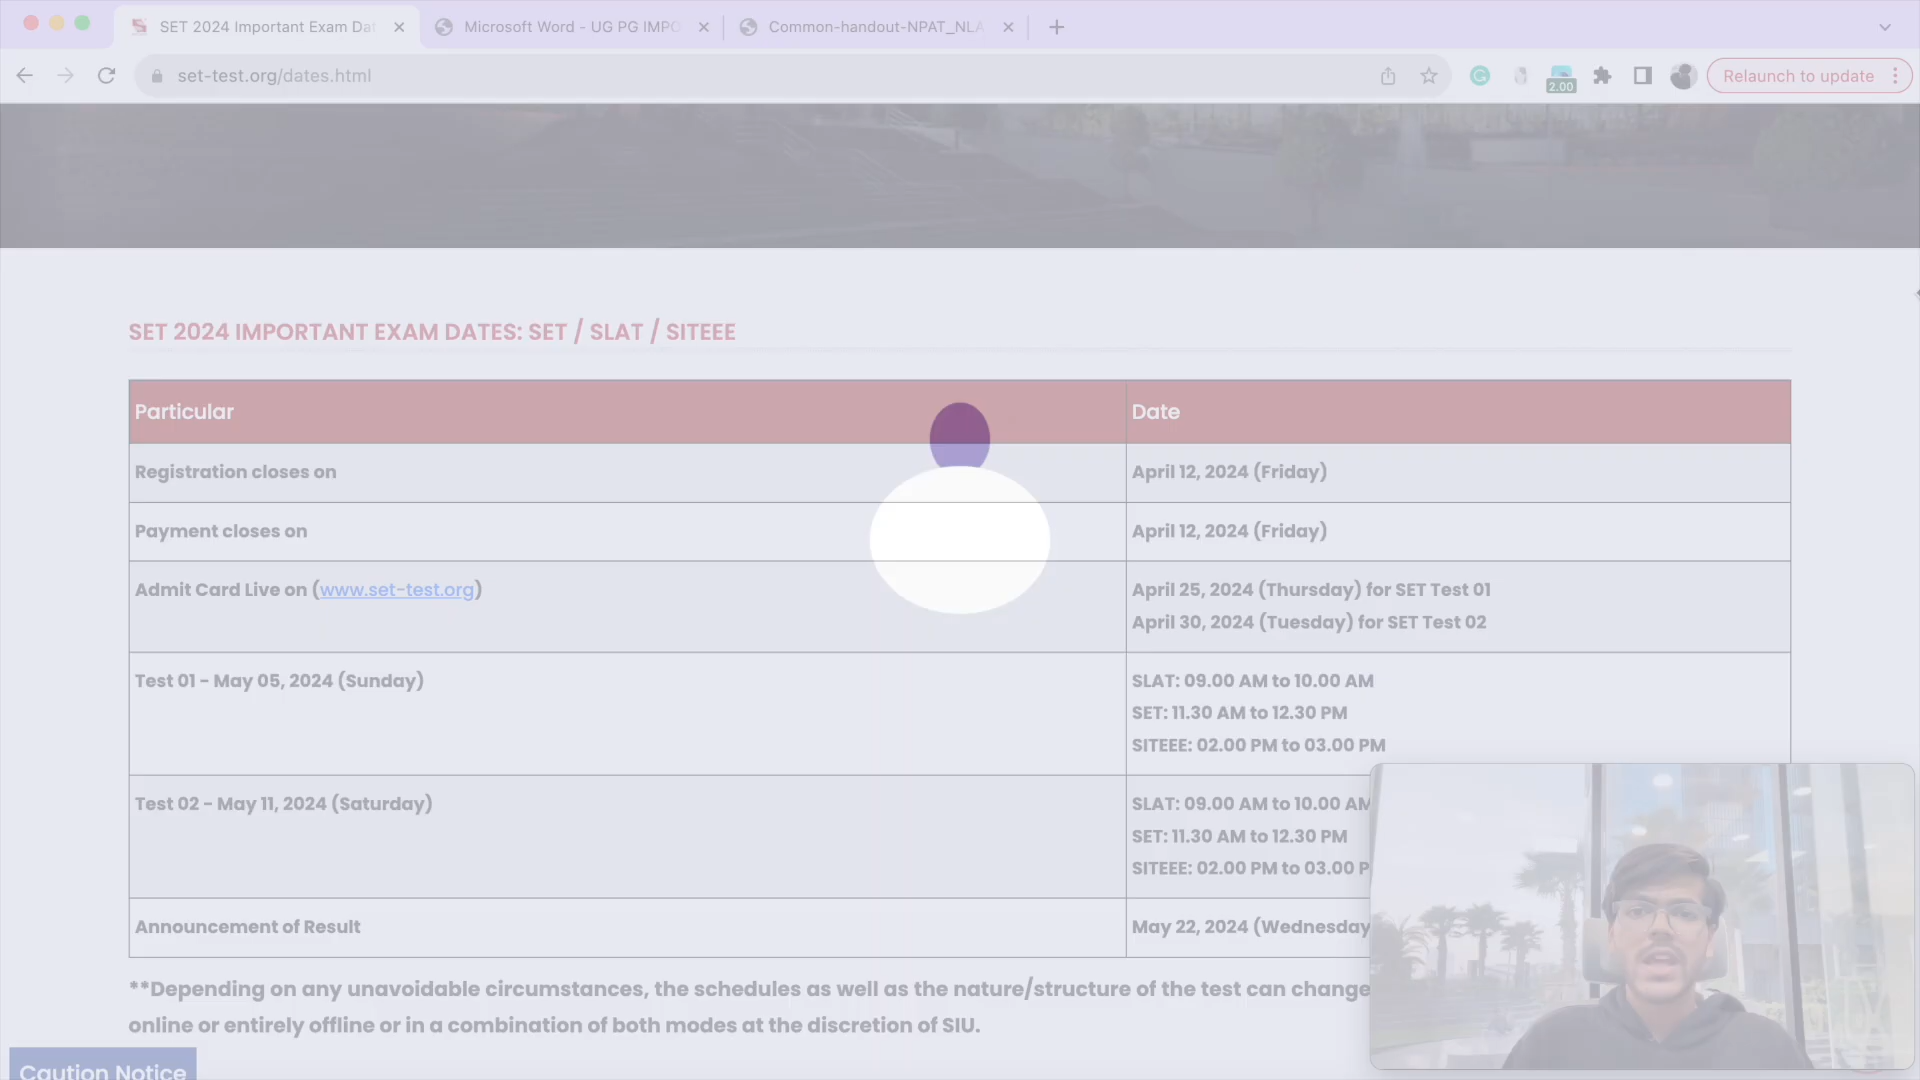 SET 2024 Important Exam Dat
Microsoft Word - UG PG IMPO
Common-handout-NPAT_NLA
set-test.org/dates.html
2.00
Relaunch to update
SET 2024 IMPORTANT EXAM DATES: SET / SLAT / SITEEE
Particular
Date
Registration closes on
April 12, 2024 (Friday)
Payment closes on
April 12, 2024 (Friday)
Admit Card Live on (www.set-test.org)
April 25, 2024 (Thursday) for SET Test 01
April 30, 2024 (Tuesday) for SET Test 02
Test 01 - May 05, 2024 (Sunday)
SLAT: 09.00 AM to 10.00 AM
SET: 11.30 AM to 12.30 PM
SITEEE: 02.00 PM to 03.00 PM
Test 02 - May 11, 2024 (Saturday)
SLAT: 09.00 AM to 10.00 AM
SET: 11.30 AM to 12.30 PM
SITEEE: 02.00 PM to 03.00 P
Announcement of Result
May 22, 2024 (Wednesday
**Depending on any unavoidable circumstances, the schedules as well as the nature/structure of the test can change
online or entirely offline or in a combination of both modes at the discretion of SIU.
Caution Notice